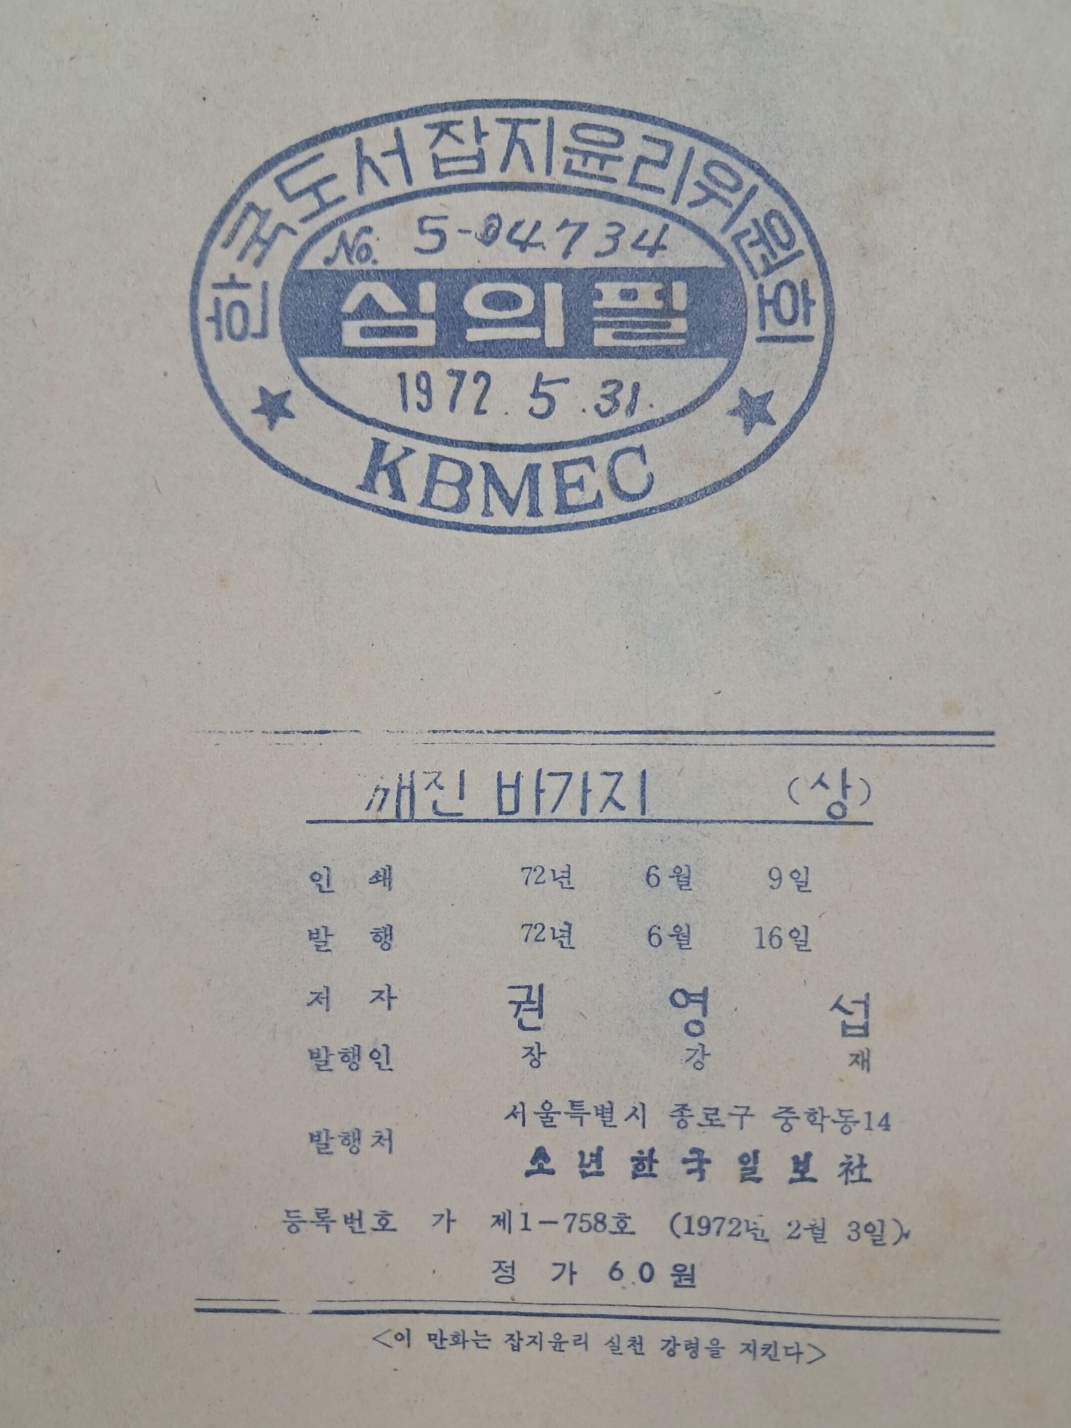 한국도서잡지윤리위원회
No. 5-04734
심의필
1972. 5. 31.
KBMEC
깨진 바가지 (상)
인 쇄 72년 6월 9일
발 행 72년 6월 16일
저 자 권 영 섭
발행인 장 강 재
발행처 서울특별시 종로구 중학동14
소년한국일보社
등록번호 가 제1-758호 (1972년 2월 3일)
정 가 60원
<이 만화는 잡지윤리 실천 강령을 지킨다>